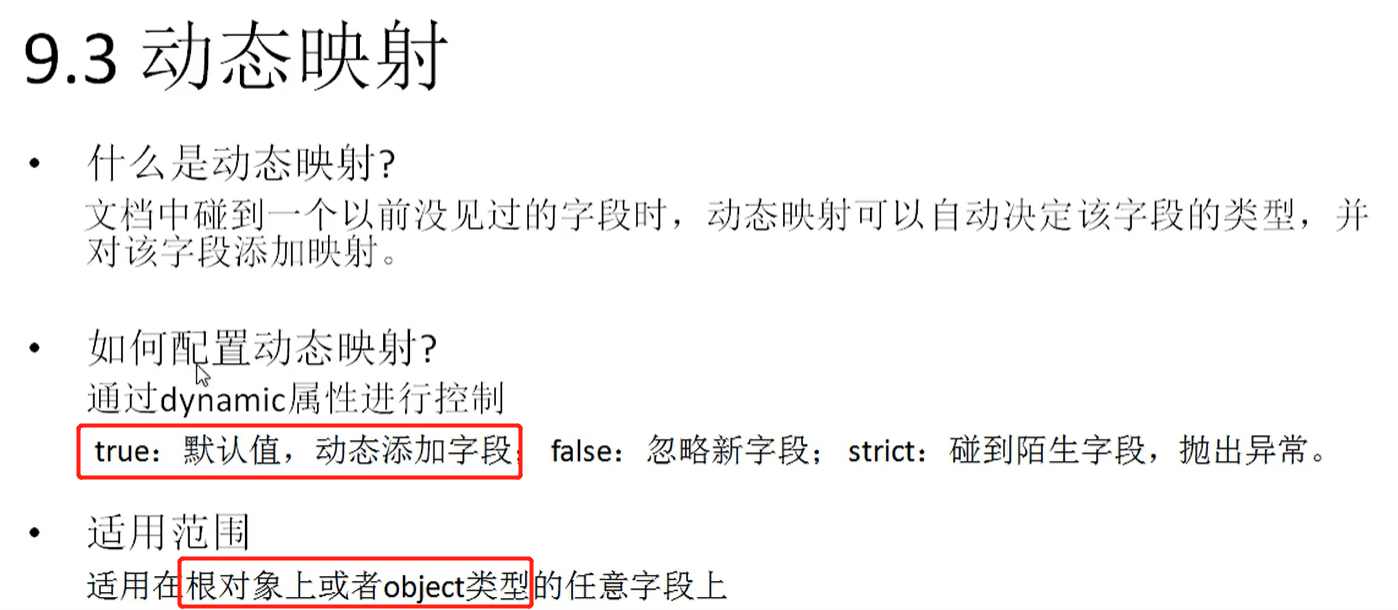 9.3 动态映射
• 什么是动态映射?
文档中碰到一个以前没见过的字段时，动态映射可以自动决定该字段的类型，并
对该字段添加映射。
• 如何配置动态映射?
通过dynamic属性进行控制
true：默认值，动态添加字段； false：忽略新字段； strict：碰到陌生字段，抛出异常。
• 适用范围
适用在根对象上或者object类型的任意字段上